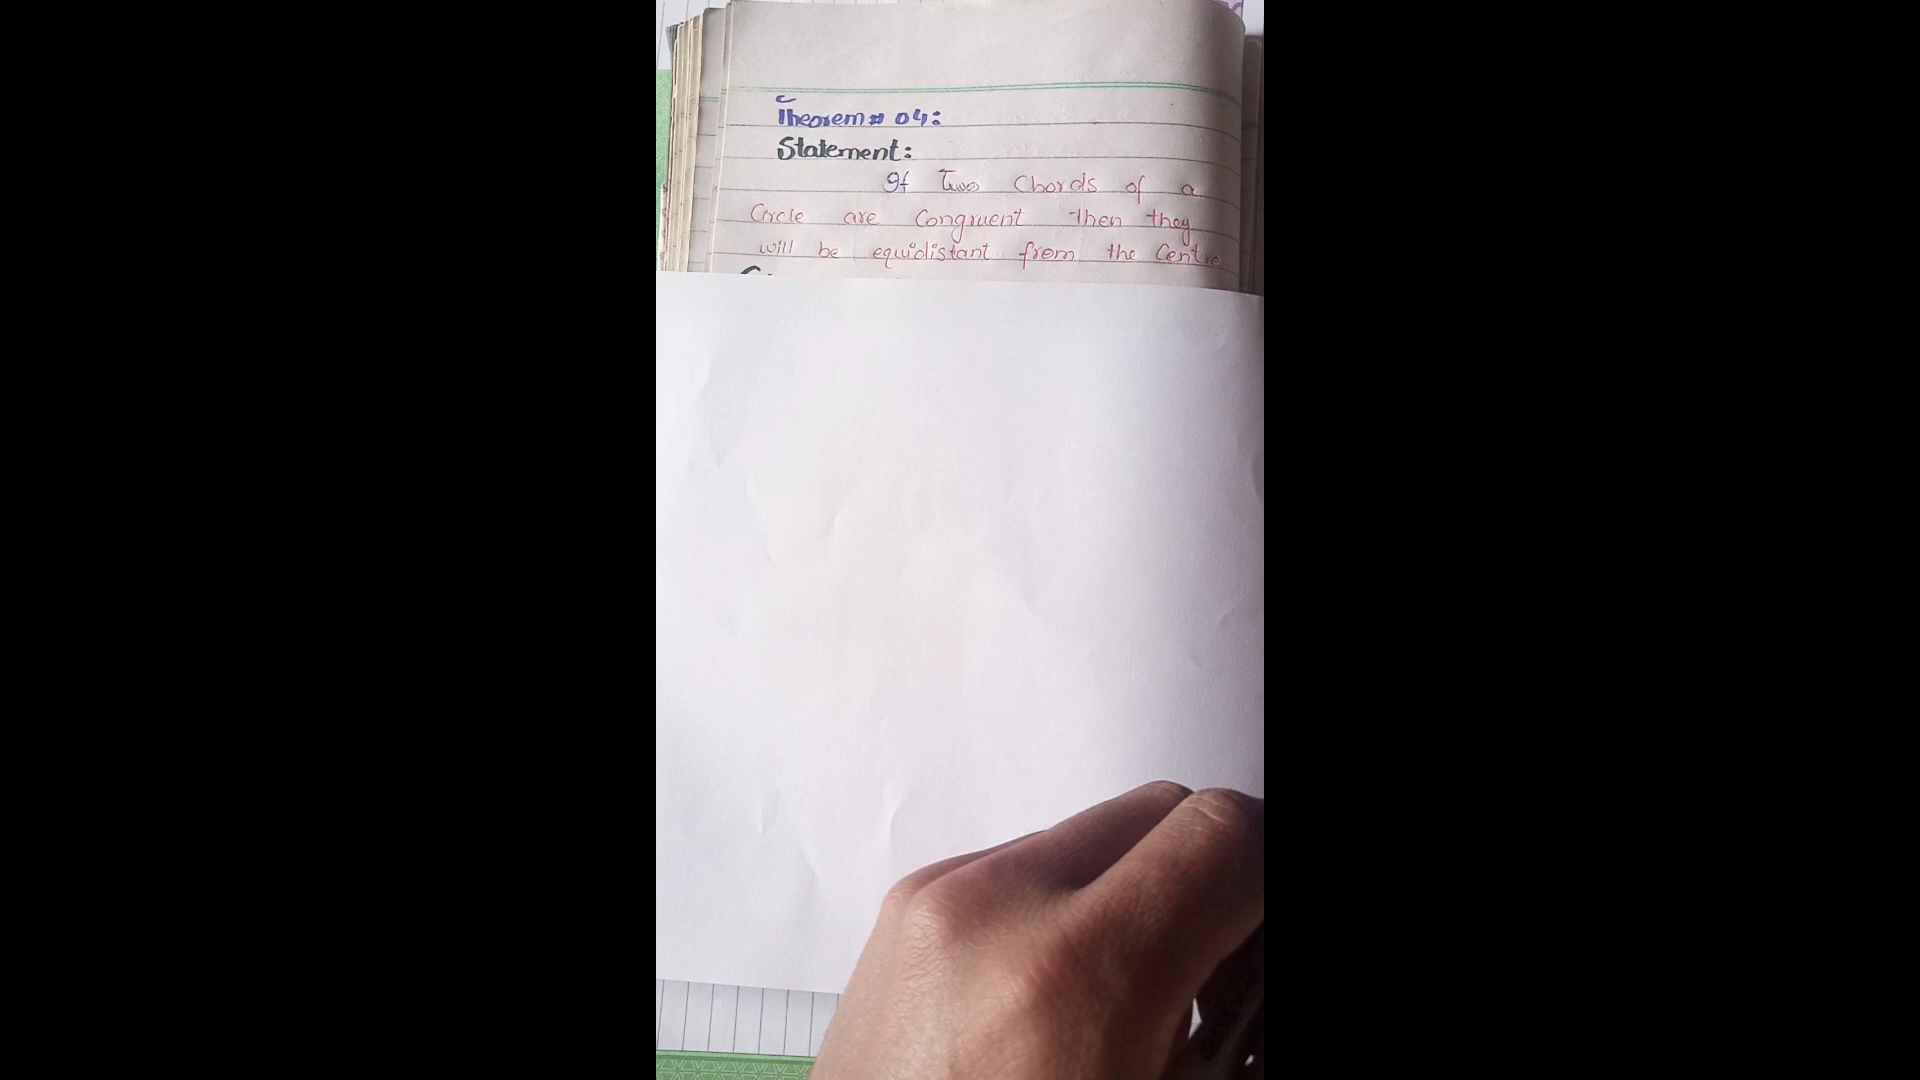 Theorem # 04:
Statement:
If Two Chords of a
Circle are Congruent then they
will be equidistant from the Centre